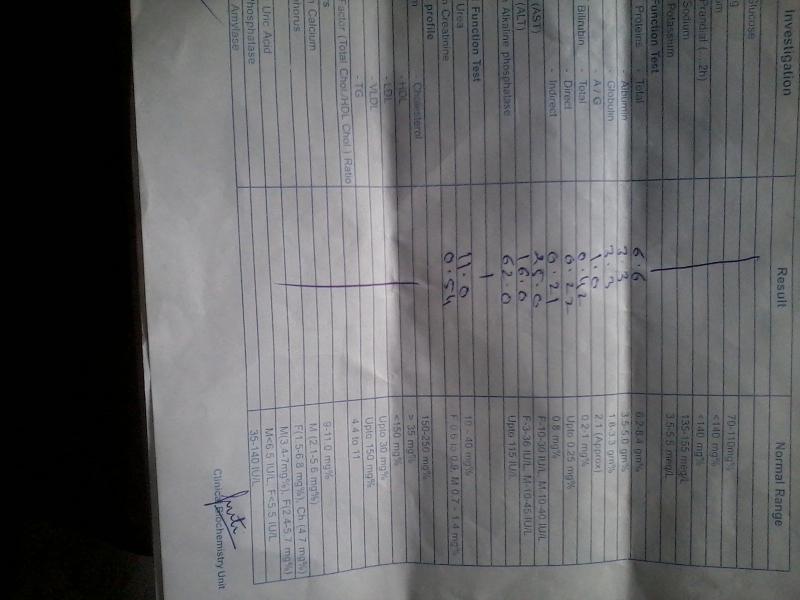 Investigation Result Normal Range
Glucose
70-110mg%
<140 mg%
Prandial <140 mg%
Sodium 135-155 meq/L
Potassium 3.5-5.5 meq/L
Function Test
Proteins - Total 6.6 6.2-8.4 gm%
- Albumin 3.3 3.5-5.0 gm%
- Globulin 3.3 1.8-3.3 gm%
- A / G 1.0 2:1 (Approx)
Bilirubin - Total 0.42 0.2-1 mg%
- Direct Upto 0.25 mg%
- Indirect 0.21 0.8 mg%
(AST) 25.0 F-10-30 IU/L M-10-40 IU/L
(ALT) 16.0 F-3-36 IU/L, M-10-45 IU/L
Alkaline phosphatase 62.0 Upto 115 IU/L
Function Test
Urea 11.0 10 - 40 mg%
Creatinine 0.54 F 0.6 to 0.9, M 0.7 - 1.4 mg%
profile
- Cholesterol 150-250 mg%
- HDL > 35 mg%
- LDL <150 mg%
- VLDL Upto 30 mg%
- TG Upto 150 mg%
Factor (Total Chol./HDL Chol.) Ratio 4.4 to 11
Calcium 9-11.0 mg%
M (2.1-5.6 mg%)
F(1.5-6.8 mg%), Ch (4.7 mg%)
Uric Acid M(3.4-7mg%), F(2.4-5.7 mg%)
M<6.5 IU/L, F<5.5 IU/L
Amylase 35-140 IU/L
Clinical Biochemistry Unit